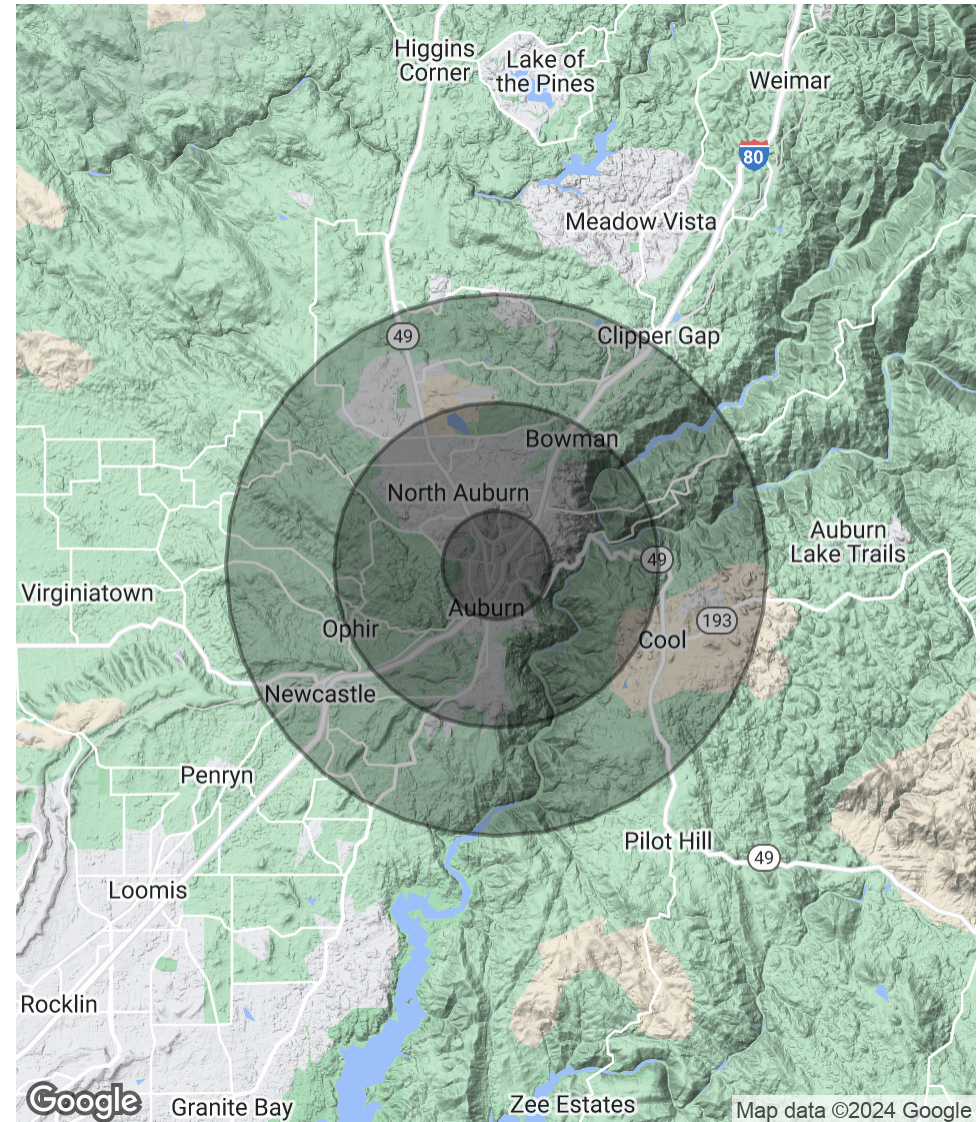 Higgins
Corner
Lake of
the Pines
Weimar
80
Meadow Vista
49
Clipper Gap
Bowman
North Auburn
Auburn
Lake Trails
49
Virginiatown
Auburn
193
Ophir
Cool
Newcastle
Penryn
Pilot Hill
49
Loomis
Rocklin
Google
Granite Bay
Zee Estates
Map data ©2024 Google